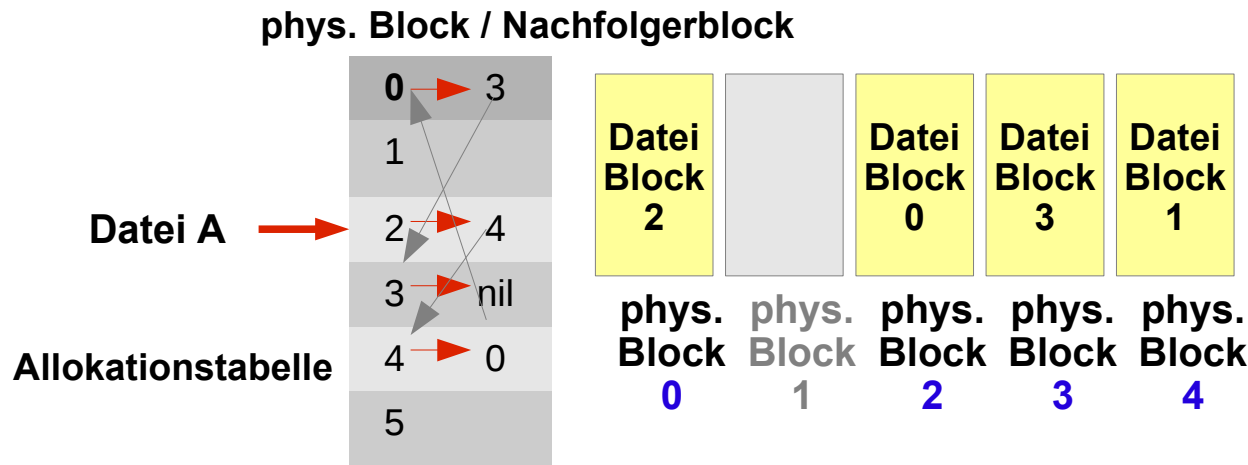 phys. Block / Nachfolgerblock
0 3
1
Datei A 2 4
3 nil
Allokationstabelle 4 0
5
Datei Block 2
Datei Block 0
Datei Block 3
Datei Block 1
phys. Block 0
phys. Block 1
phys. Block 2
phys. Block 3
phys. Block 4